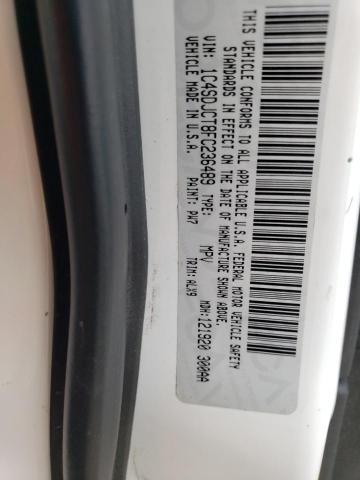 THIS VEHICLE CONFORMS TO ALL APPLICABLE U.S.A. FEDERAL MOTOR VEHICLE SAFETY
STANDARDS IN EFFECT ON THE DATE OF MANUFACTURE SHOWN ABOVE.
VIN: 1C4SDJCT8FC236489 TYPE: MPV MDH:121920 300AA
VEHICLE MADE IN U.S.A. PAINT: PW7 TRIM:ALX9